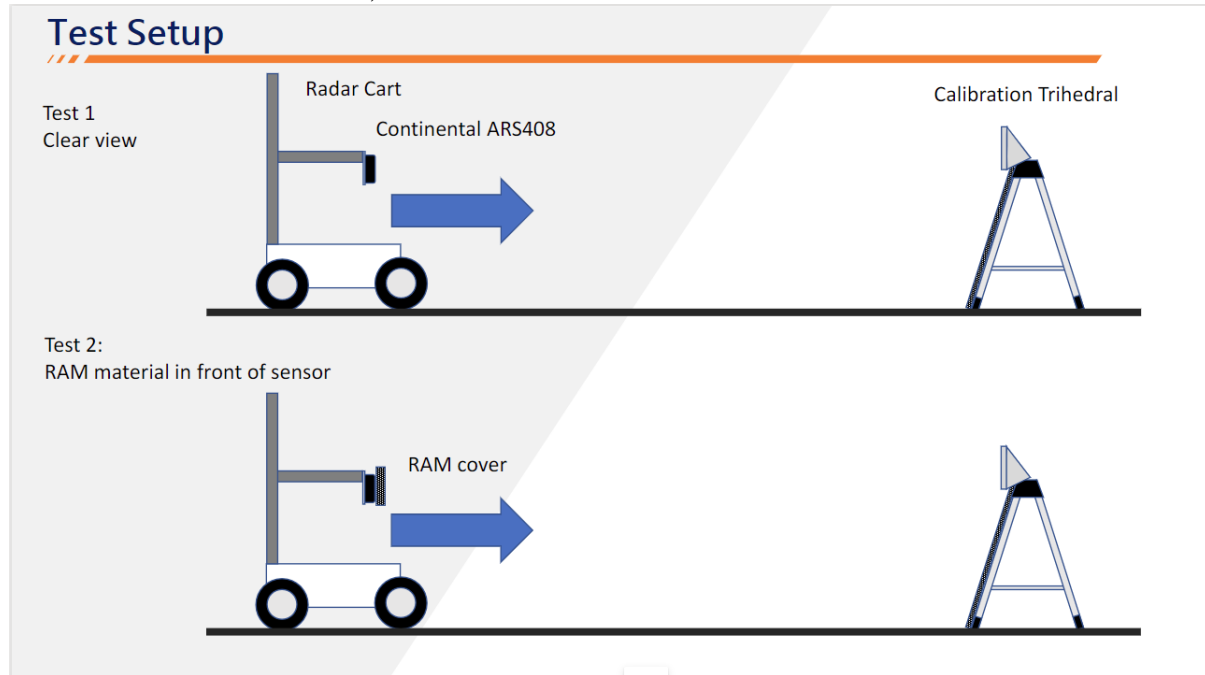 Test Setup
Radar Cart
Calibration Trihedral
Test 1
Clear view
Continental ARS408
Test 2:
RAM material in front of sensor
RAM cover